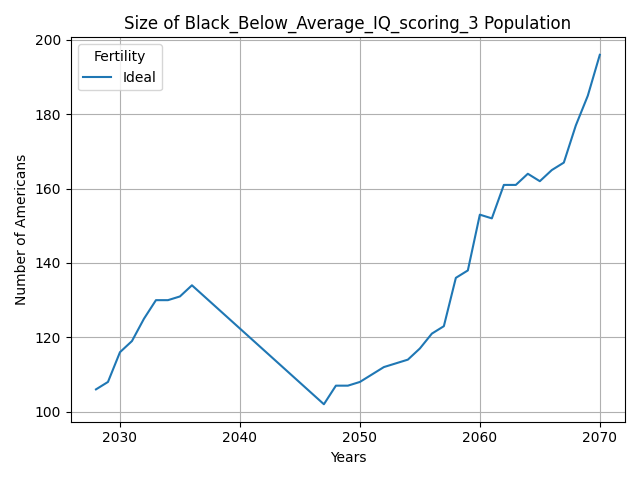 Size of Black_Below_Average_IQ_scoring_3 Population
Fertility
Ideal
Number of Americans
200
180
160
140
120
100
2030 2040 2050 2060 2070
Years